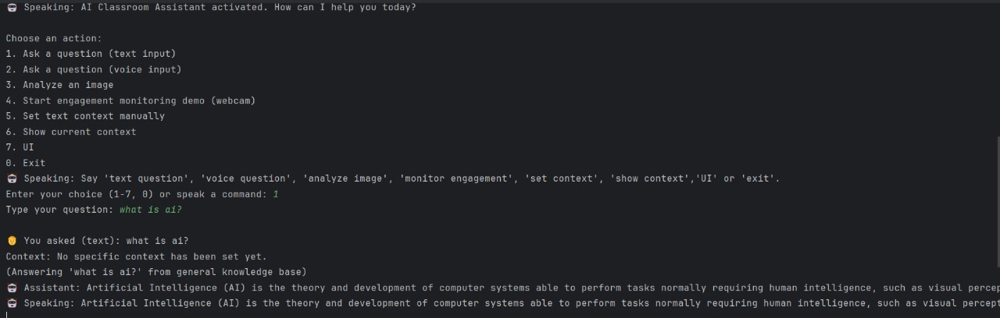 Speaking: AI Classroom Assistant activated. How can I help you today?
Choose an action:
1. Ask a question (text input)
2. Ask a question (voice input)
3. Analyze an image
4. Start engagement monitoring demo (webcam)
5. Set text context manually
6. Show current context
7. UI
0. Exit
Speaking: Say 'text question', 'voice question', 'analyze image', 'monitor engagement', 'set context', 'show context','UI' or 'exit'.
Enter your choice (1-7, 0) or speak a command: 1
Type your question: what is ai?
You asked (text): what is ai?
Context: No specific context has been set yet.
(Answering 'what is ai?' from general knowledge base)
Assistant: Artificial Intelligence (AI) is the theory and development of computer systems able to perform tasks normally requiring human intelligence, such as visual percep
Speaking: Artificial Intelligence (AI) is the theory and development of computer systems able to perform tasks normally requiring human intelligence, such as visual percept